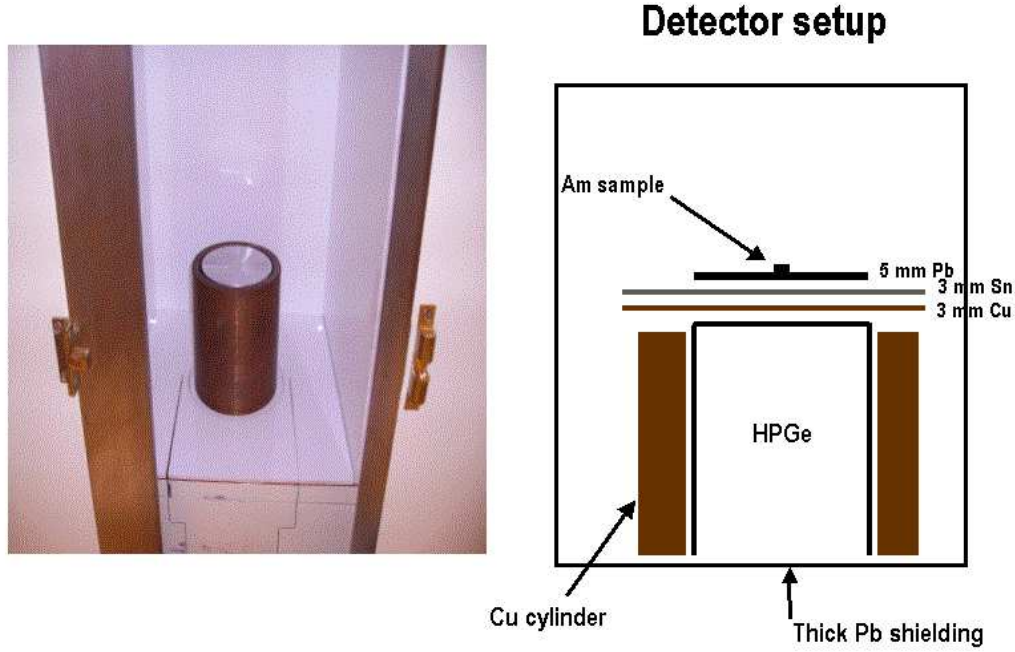 Detector setup
Am sample
5 mm Pb
3 mm Sn
3 mm Cu
HPGe
Cu cylinder
Thick Pb shielding